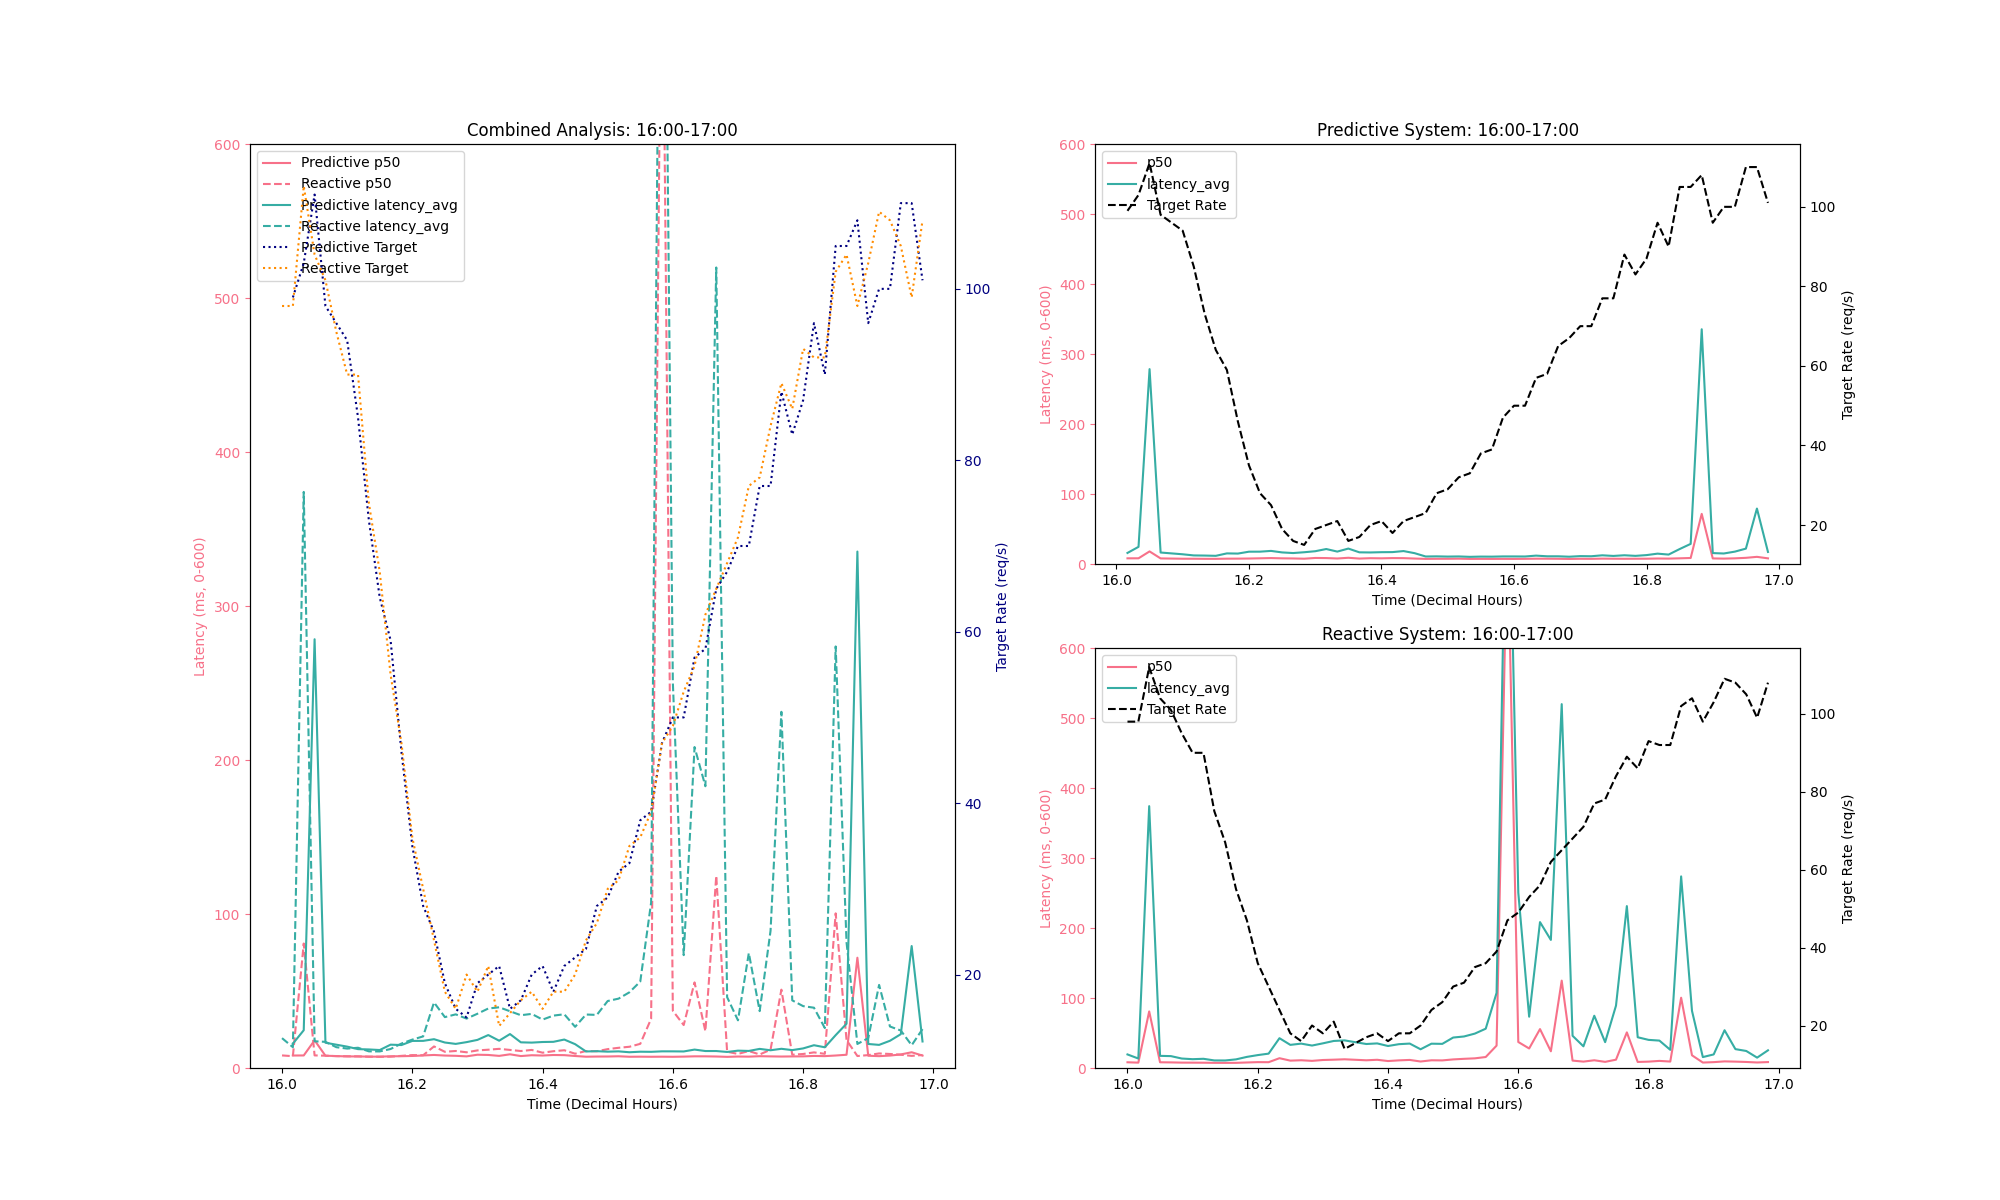 Combined Analysis: 16:00-17:00
Predictive p50
Reactive p50
Predictive latency_avg
Reactive latency_avg
Predictive Target
Reactive Target
600
500
400
300
200
100
0
Latency (ms, 0-600)
100
80
60
40
20
Target Rate (req/s)
16.0 16.2 16.4 16.6 16.8 17.0
Time (Decimal Hours)
Predictive System: 16:00-17:00
p50
latency_avg
Target Rate
600
500
400
300
200
100
0
Latency (ms, 0-600)
100
80
60
40
20
Target Rate (req/s)
16.0 16.2 16.4 16.6 16.8 17.0
Time (Decimal Hours)
Reactive System: 16:00-17:00
p50
latency_avg
Target Rate
600
500
400
300
200
100
0
Latency (ms, 0-600)
100
80
60
40
20
Target Rate (req/s)
16.0 16.2 16.4 16.6 16.8 17.0
Time (Decimal Hours)